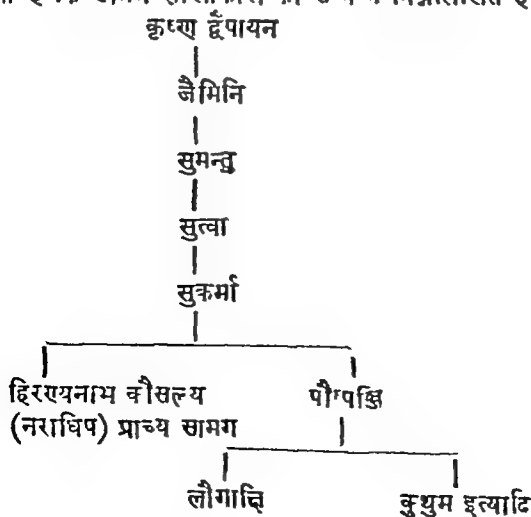 कृष्ण द्वैपायन
जैमिनि
सुमन्तु
सुत्वा
सुकर्मा
हिरण्यनाभ कौसल्य पौष्पञ्जि
(नराधिप) प्राच्य सामग
लौगाक्षि कुथुम इत्यादि